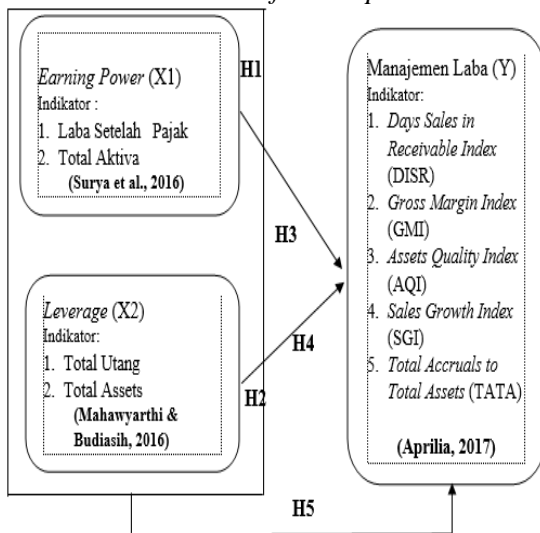 Earning Power (X1)
Indikator :
1. Laba Setelah Pajak
2. Total Aktiva
(Surya et al., 2016)
H1
H3
Leverage (X2)
Indikator:
1. Total Utang
2. Total Assets
(Mahawyarthi &
Budiasih, 2016)
H4
H2
Manajemen Laba (Y)
Indikator:
1. Days Sales in
Receivable Index
(DISR)
2. Gross Margin Index
(GMI)
3. Assets Quality Index
(AQI)
4. Sales Growth Index
(SGI)
5. Total Accruals to
Total Assets (TATA)
(Aprilia, 2017)
H5